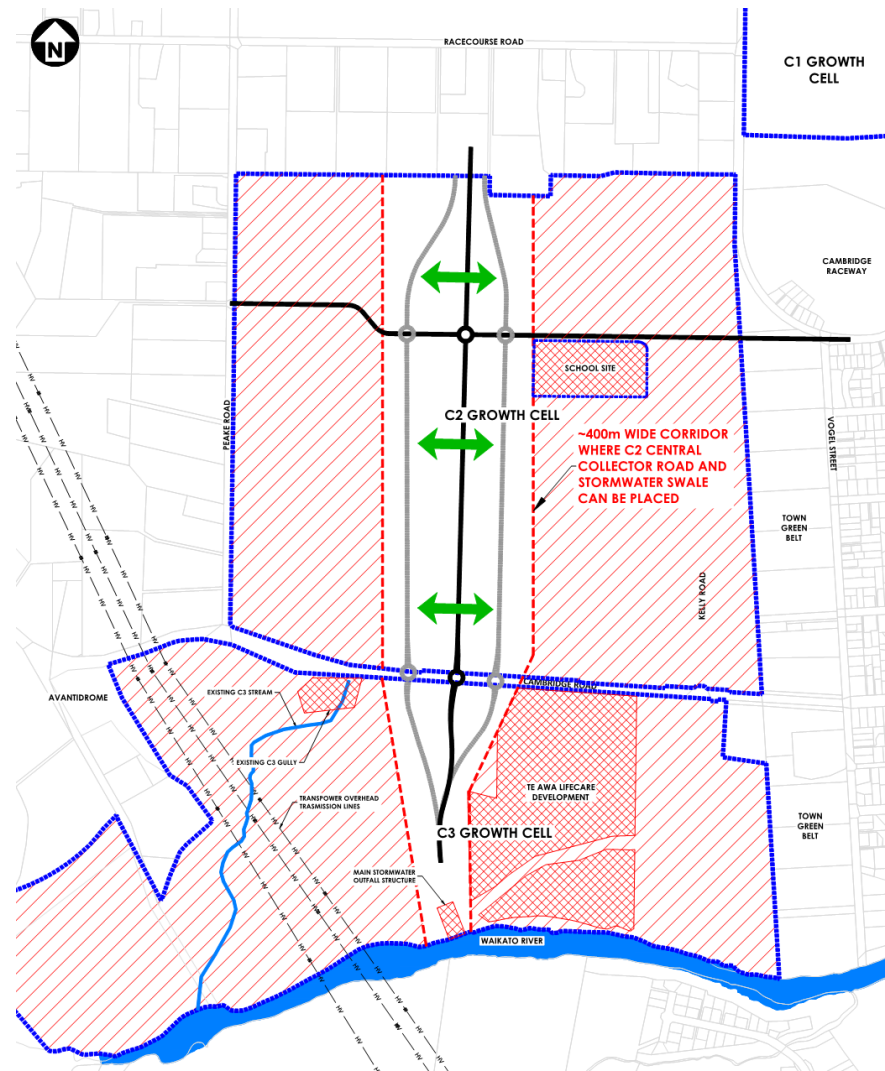 N
RACECOURSE ROAD
C1 GROWTH
CELL
CAMBRIDGE
RACEWAY
SCHOOL SITE
C2 GROWTH CELL
PEAKE ROAD
~400m WIDE CORRIDOR
WHERE C2 CENTRAL
COLLECTOR ROAD AND
STORMWATER SWALE
CAN BE PLACED
VOGEL STREET
TOWN
GREEN
BELT
KELLY ROAD
AVANTIDROME
EXISTING C3 STREAM
EXISTING C3 GULLY
TRANSPOWER OVERHEAD
TRASMISSION LINES
TE AWA LIFECARE
DEVELOPMENT
C3 GROWTH CELL
TOWN
GREEN
BELT
MAIN STORMWATER
OUTFALL STRUCTURE
WAIKATO RIVER
HV